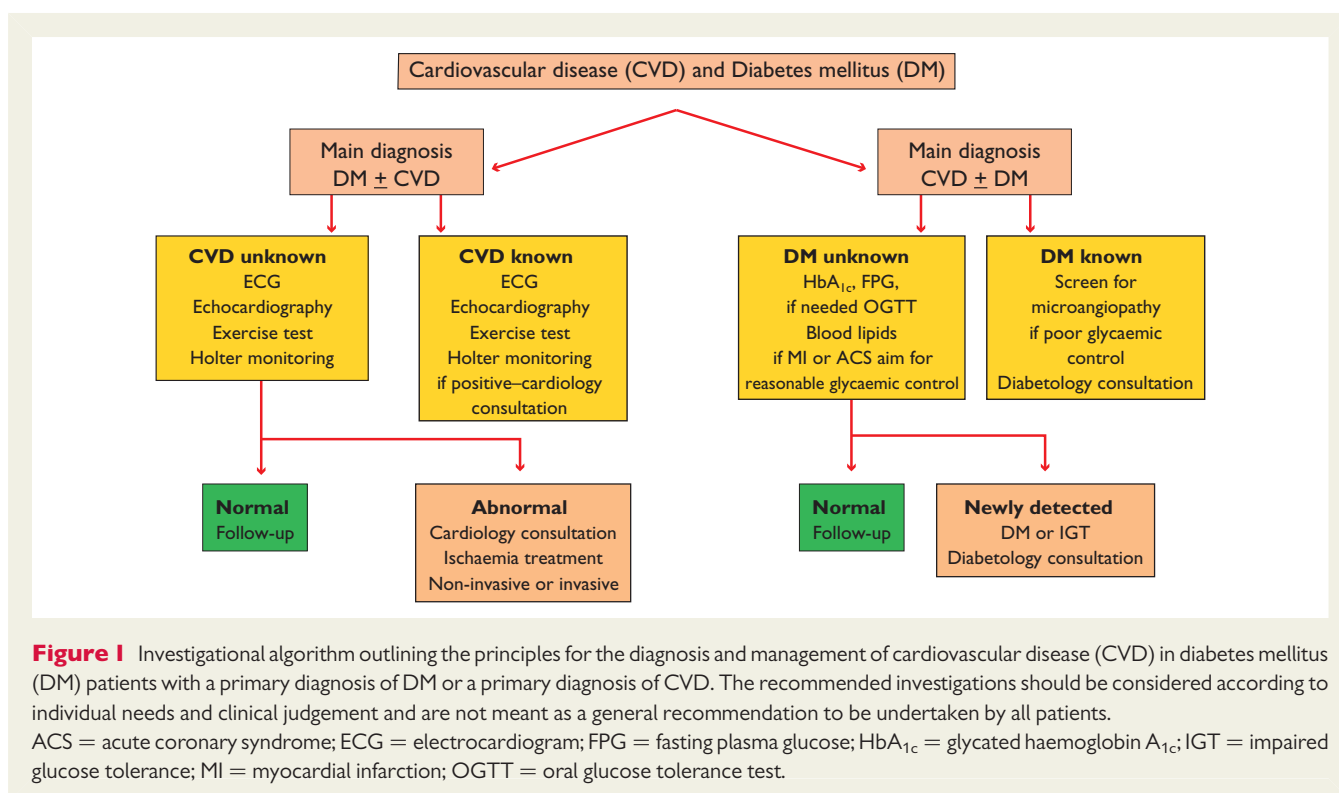 Cardiovascular disease (CVD) and Diabetes mellitus (DM)
Main diagnosis
DM ± CVD
Main diagnosis
CVD ± DM
CVD unknown
ECG
Echocardiography
Exercise test
Holter monitoring
CVD known
ECG
Echocardiography
Exercise test
Holter monitoring
if positive–cardiology
consultation
DM unknown
HbA1c, FPG,
if needed OGTT
Blood lipids
if MI or ACS aim for
reasonable glycaemic control
DM known
Screen for
microangiopathy
if poor glycaemic
control
Diabetology consultation
Normal
Follow-up
Abnormal
Cardiology consultation
Ischaemia treatment
Non-invasive or invasive
Normal
Follow-up
Newly detected
DM or IGT
Diabetology consultation
Figure 1 Investigational algorithm outlining the principles for the diagnosis and management of cardiovascular disease (CVD) in diabetes mellitus
(DM) patients with a primary diagnosis of DM or a primary diagnosis of CVD. The recommended investigations should be considered according to
individual needs and clinical judgement and are not meant as a general recommendation to be undertaken by all patients.
ACS = acute coronary syndrome; ECG = electrocardiogram; FPG = fasting plasma glucose; HbA1c = glycated haemoglobin A1c; IGT = impaired
glucose tolerance; MI = myocardial infarction; OGTT = oral glucose tolerance test.